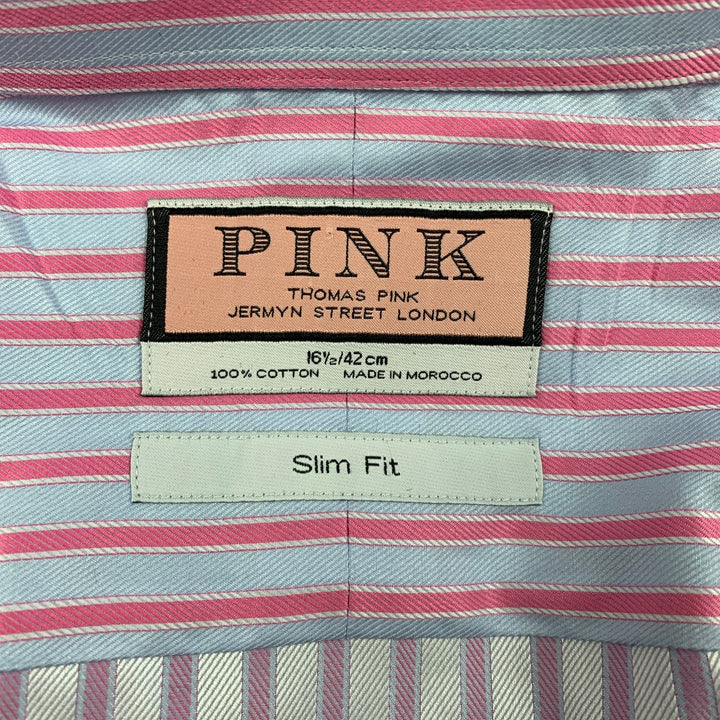 PINK
THOMAS PINK
JERMYN STREET LONDON
16½/42cm
100% COTTON MADE IN MOROCCO
Slim Fit